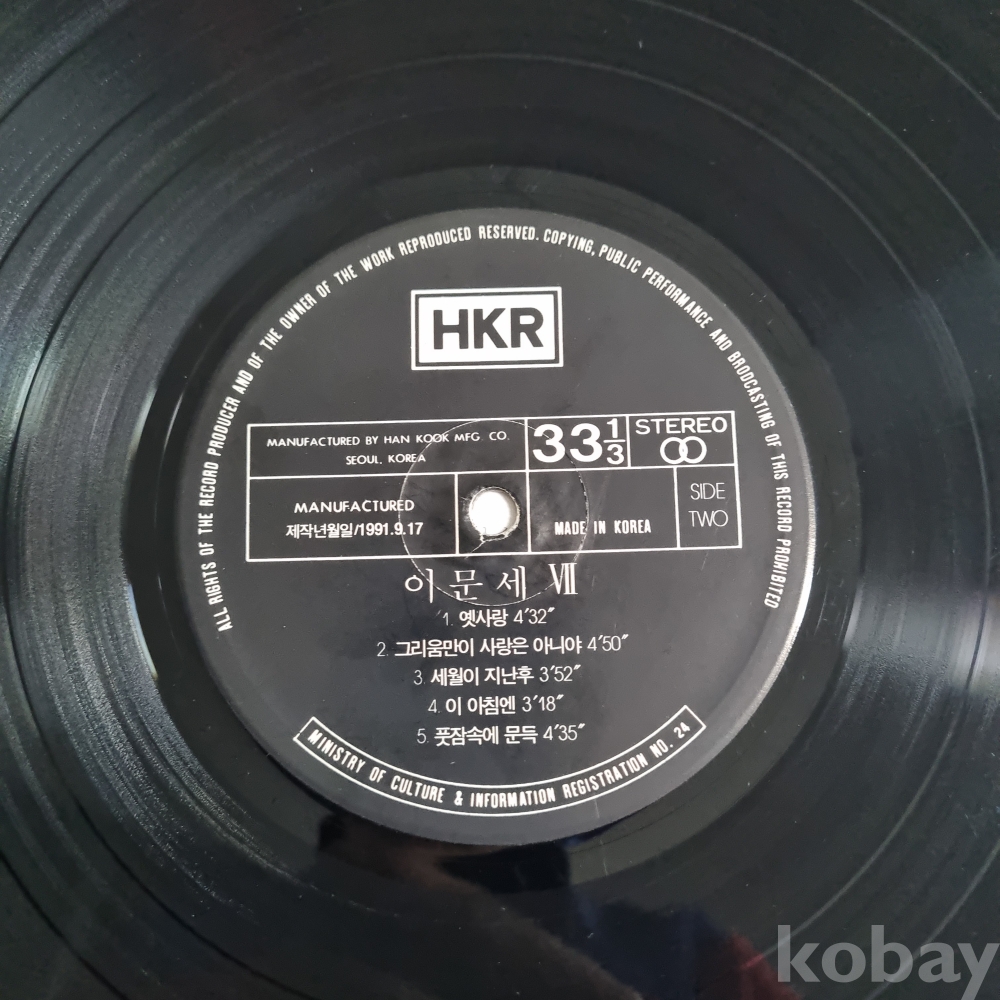 ALL RIGHTS OF THE RECORD PRODUCER AND OF THE OWNER OF THE WORK REPRODUCED RESERVED. COPYING, PUBLIC PERFORMANCE AND BRODCASTING OF THIS RECORD PROHIBITED
HKR
MANUFACTURED BY HAN KOOK MFG. CO.
SEOUL, KOREA
33 1/3
STEREO
MANUFACTURED
제작년월일/1991.9.17
MADE IN KOREA
SIDE
TWO
이문세 Ⅶ
1. 옛사랑 4′32″
2. 그리움만이 사랑은 아니야 4′50″
3. 세월이 지난후 3′52″
4. 이 아침엔 3′18″
5. 풋잠속에 문득 4′35″
MINISTRY OF CULTURE & INFORMATION REGISTRATION NO. 24
kobay